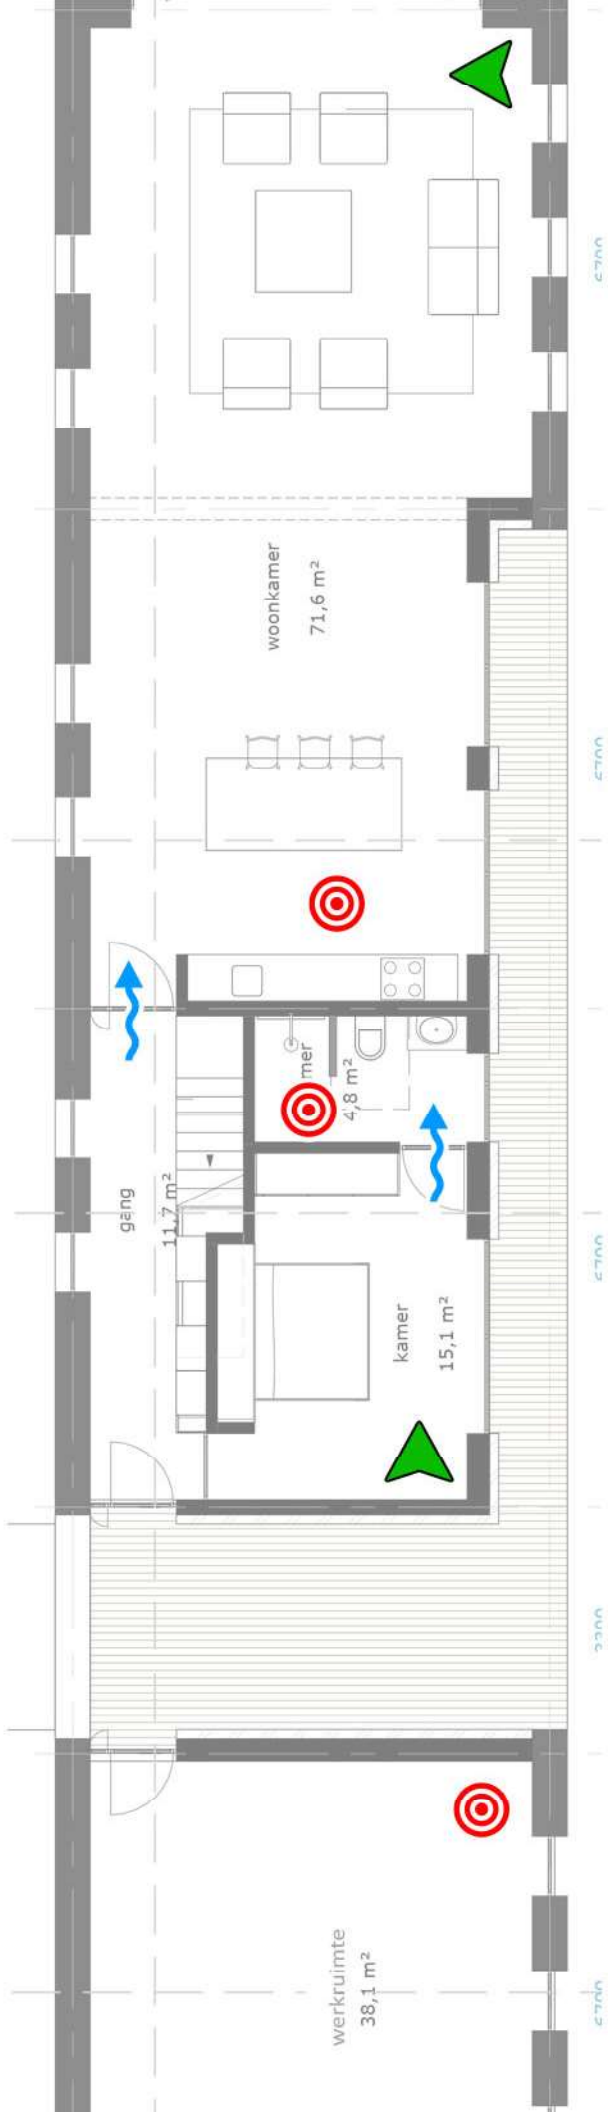 woonkamer
71,6 m²
mer
4,8 m²
gang
11,7 m²
kamer
15,1 m²
werkruimte
38,1 m²